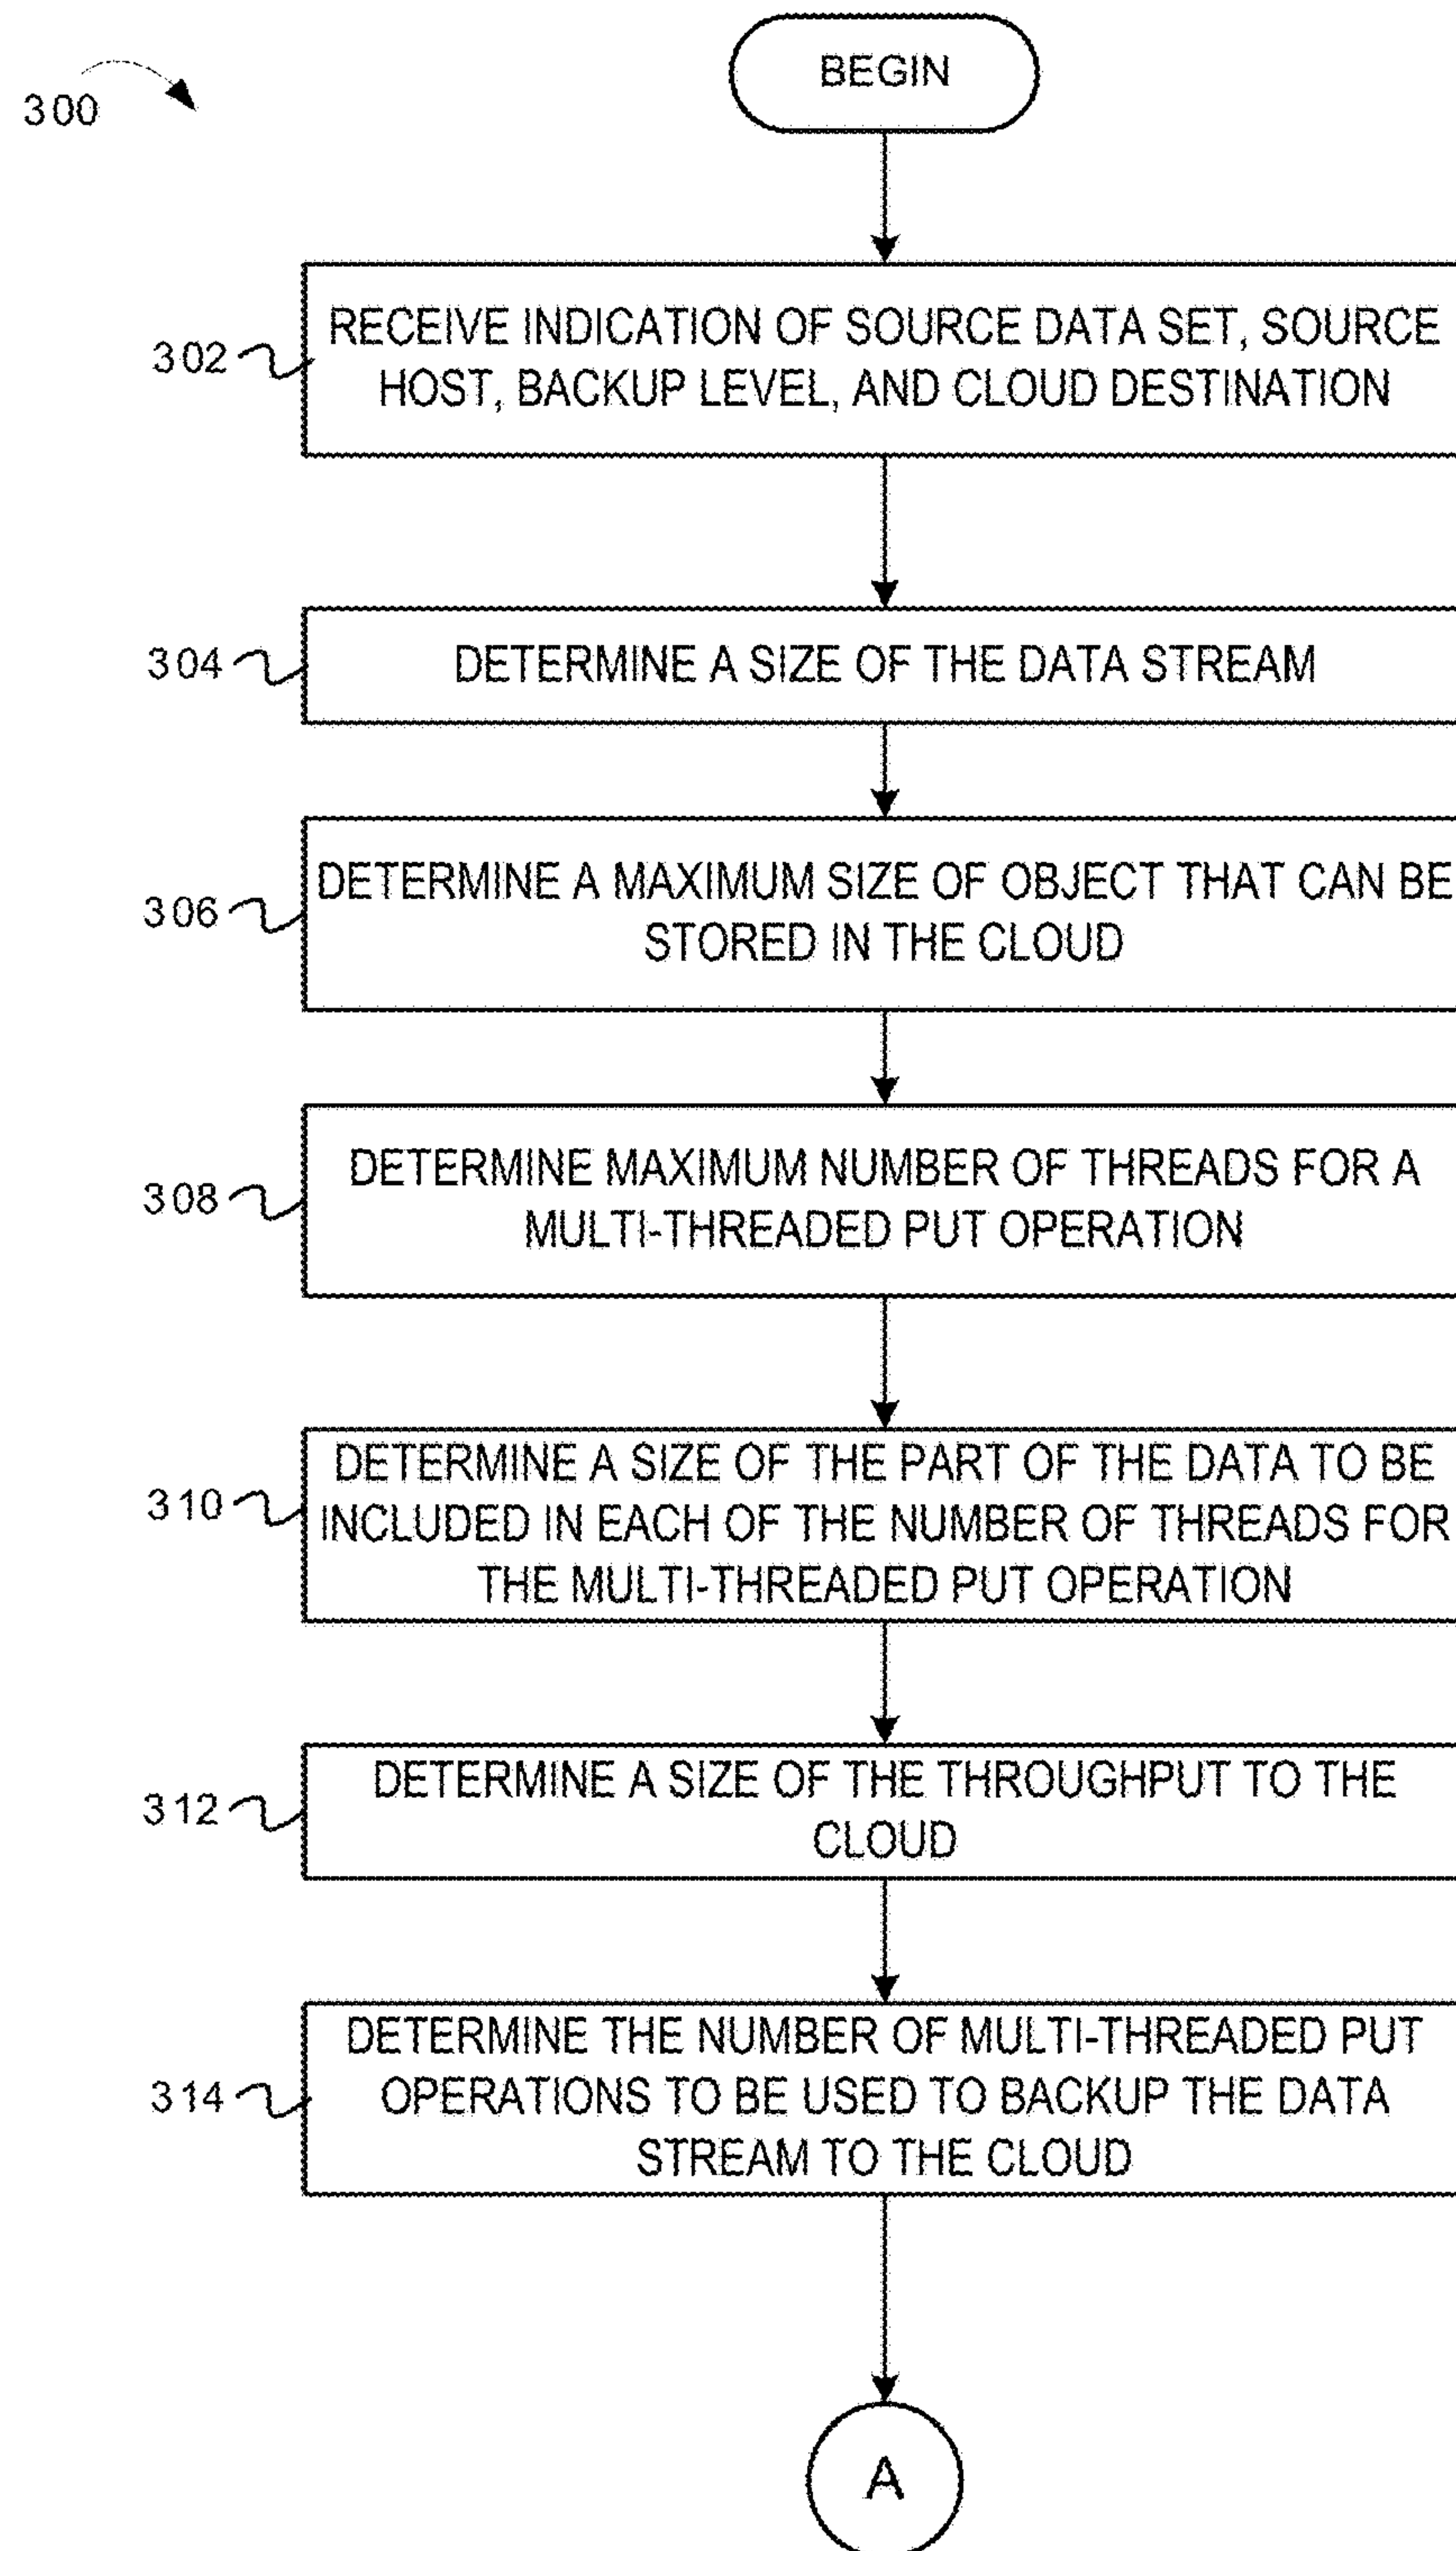 BEGIN
300
302
RECEIVE INDICATION OF SOURCE DATA SET, SOURCE
HOST, BACKUP LEVEL, AND CLOUD DESTINATION
304
DETERMINE A SIZE OF THE DATA STREAM
306
DETERMINE A MAXIMUM SIZE OF OBJECT THAT CAN BE
STORED IN THE CLOUD
308
DETERMINE MAXIMUM NUMBER OF THREADS FOR A
MULTI-THREADED PUT OPERATION
310
DETERMINE A SIZE OF THE PART OF THE DATA TO BE
INCLUDED IN EACH OF THE NUMBER OF THREADS FOR
THE MULTI-THREADED PUT OPERATION
312
DETERMINE A SIZE OF THE THROUGHPUT TO THE
CLOUD
314
DETERMINE THE NUMBER OF MULTI-THREADED PUT
OPERATIONS TO BE USED TO BACKUP THE DATA
STREAM TO THE CLOUD
A